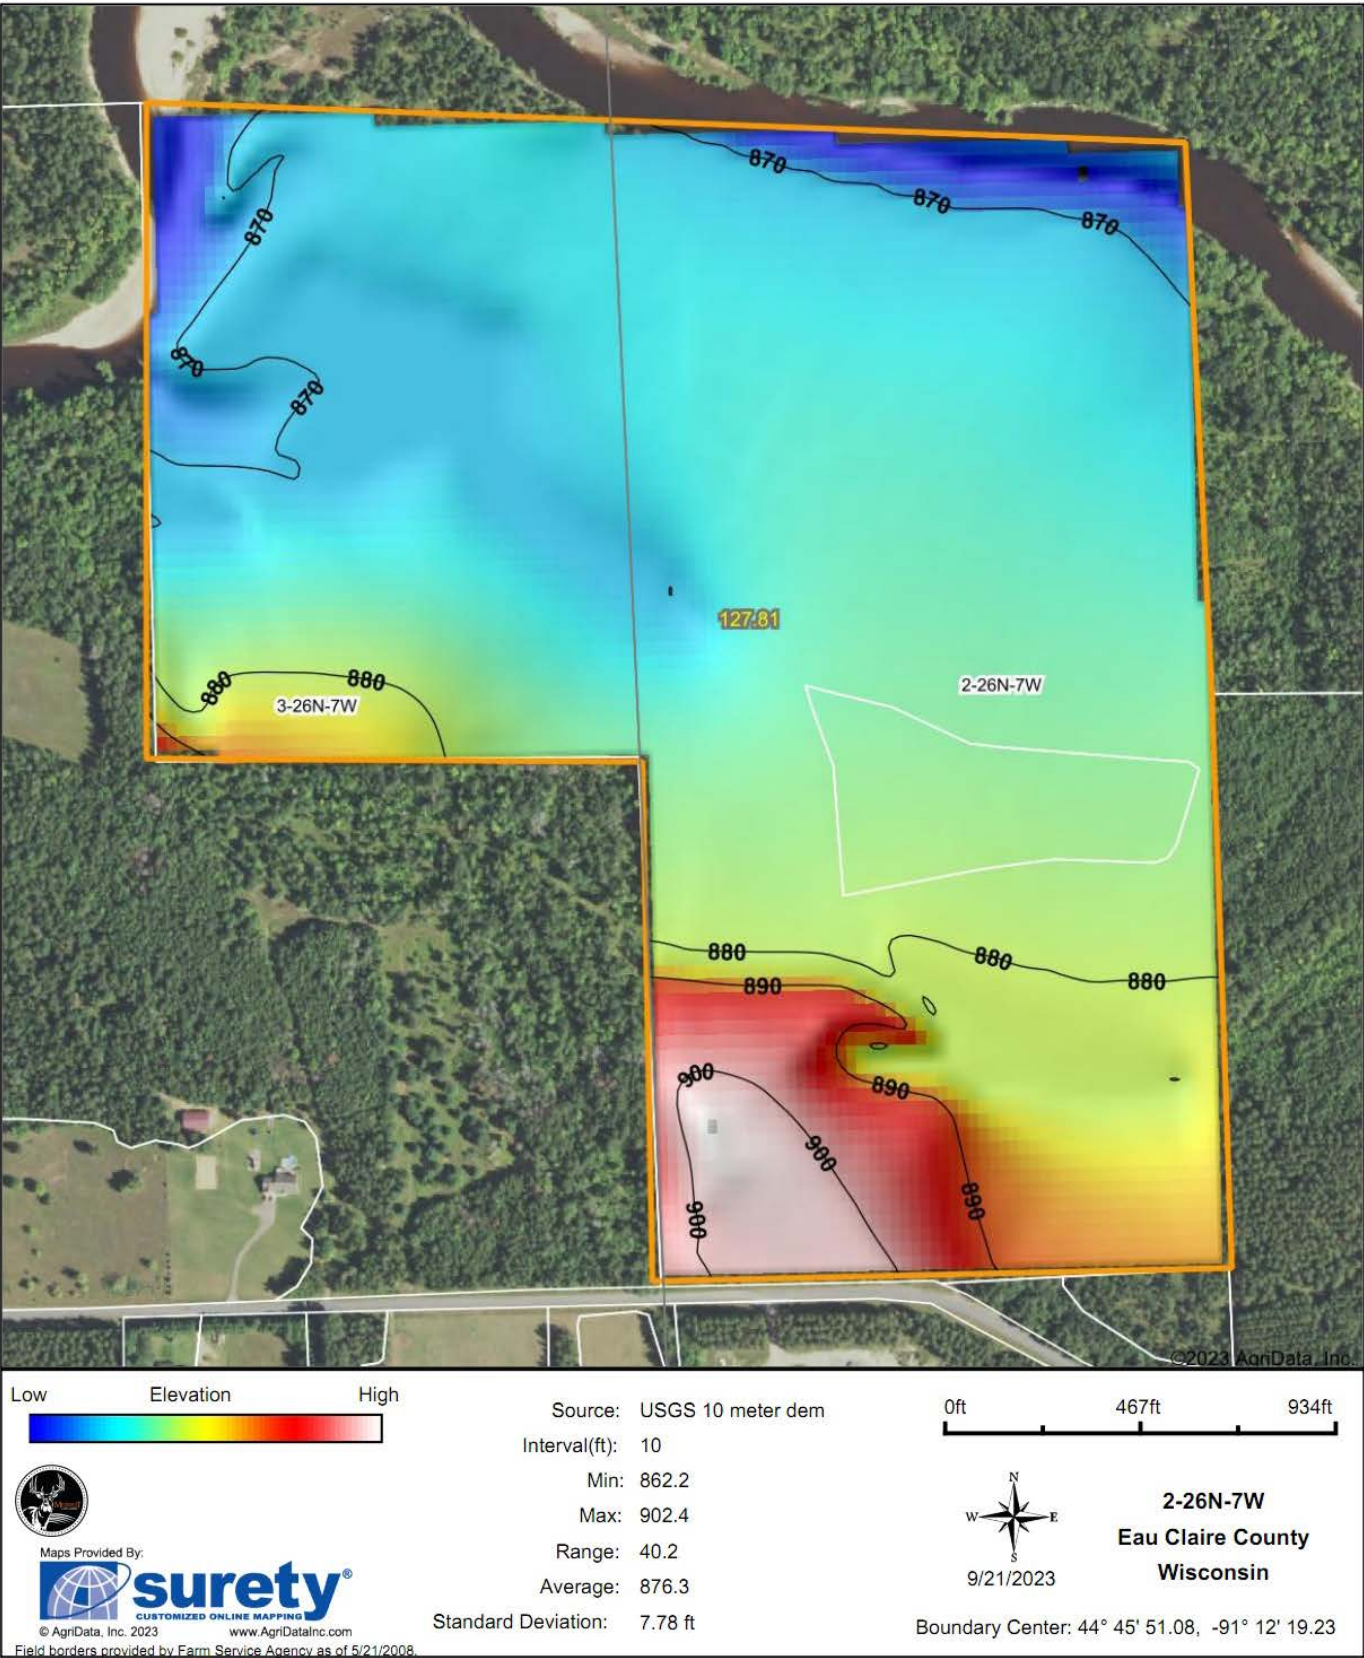 870
870
870
870
870
870
127.81
2-26N-7W
880
880
3-26N-7W
880
880
880
890
900
890
900
890
900
©2023 AgriData, Inc.
Low Elevation High
Source: USGS 10 meter dem
Interval(ft): 10
Min: 862.2
Max: 902.4
Range: 40.2
Average: 876.3
Standard Deviation: 7.78 ft
0ft 467ft 934ft
N
W E
S
9/21/2023
2-26N-7W
Eau Claire County
Wisconsin
Boundary Center: 44° 45' 51.08, -91° 12' 19.23
Maps Provided By:
surety®
CUSTOMIZED ONLINE MAPPING
© AgriData, Inc. 2023 www.AgriDataInc.com
Field borders provided by Farm Service Agency as of 5/21/2008.